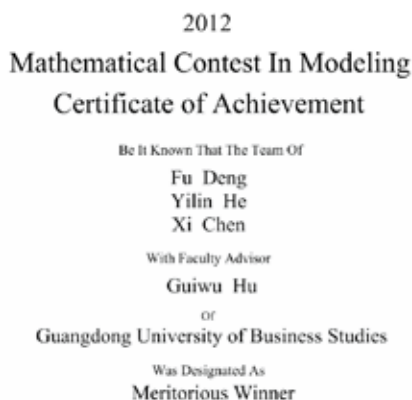 2012
Mathematical Contest In Modeling
Certificate of Achievement
Be It Known That The Team Of
Fu Deng
Yilin He
Xi Chen
With Faculty Advisor
Guiwu Hu
Of
Guangdong University of Business Studies
Was Designated As
Meritorious Winner